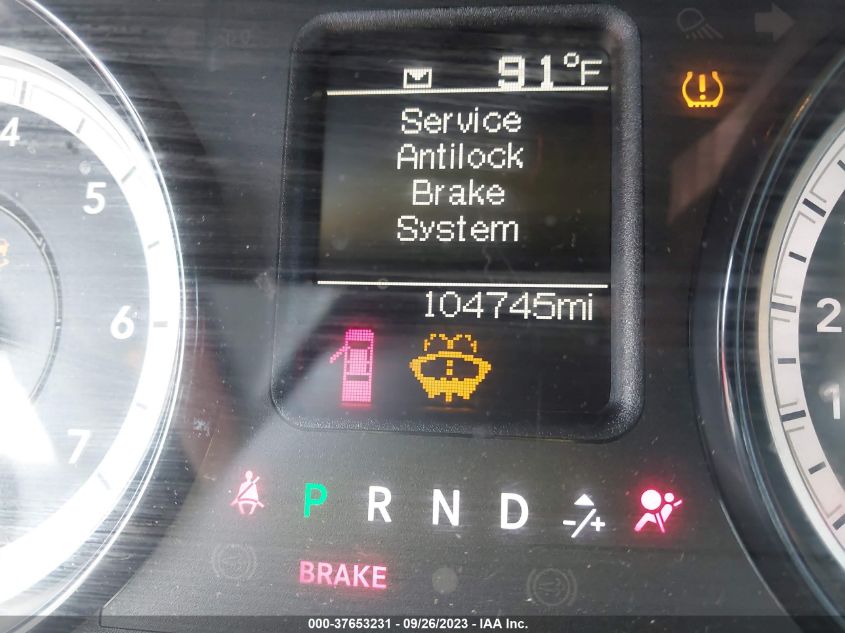 91°F
Service
Antilock
Brake
System
104745mi
4
5
6
7
2
1
P R N D -/+
BRAKE
000-37653231 - 09/26/2023 - IAA Inc.